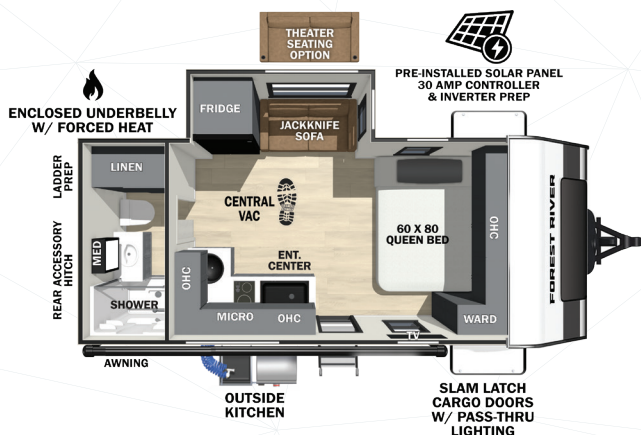 THEATER
SEATING
OPTION
PRE-INSTALLED SOLAR PANEL
30 AMP CONTROLLER
& INVERTER PREP
ENCLOSED UNDERBELLY
W/ FORCED HEAT
FRIDGE
JACKKNIFE
SOFA
LADDER
PREP
LINEN
CENTRAL
VAC
60 X 80
QUEEN BED
OHC
FOREST RIVER
REAR ACCESSORY
HITCH
MED
ENT.
CENTER
OHC
SHOWER
MICRO
OHC
WARD
TV
AWNING
OUTSIDE
KITCHEN
SLAM LATCH
CARGO DOORS
W/ PASS-THRU
LIGHTING